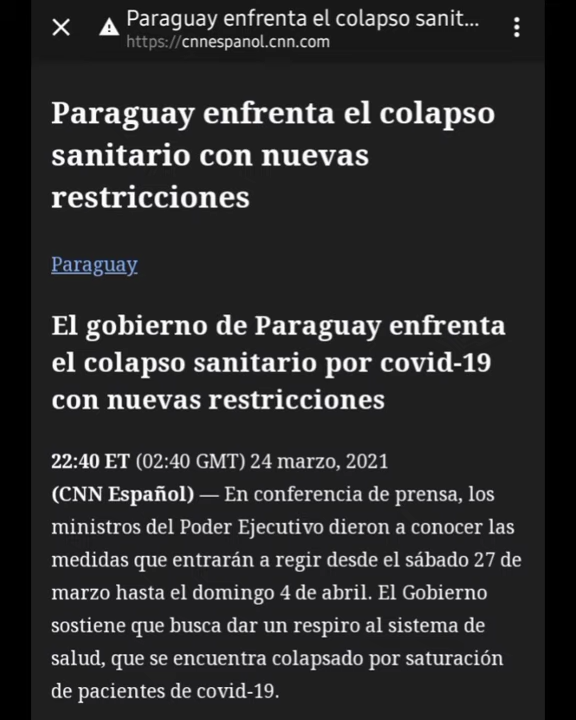 Paraguay enfrenta el colapso sanit...
https://cnnespanol.cnn.com
Paraguay enfrenta el colapso
sanitario con nuevas
restricciones
Paraguay
El gobierno de Paraguay enfrenta
el colapso sanitario por covid-19
con nuevas restricciones
22:40 ET (02:40 GMT) 24 marzo, 2021
(CNN Español) — En conferencia de prensa, los
ministros del Poder Ejecutivo dieron a conocer las
medidas que entrarán a regir desde el sábado 27 de
marzo hasta el domingo 4 de abril. El Gobierno
sostiene que busca dar un respiro al sistema de
salud, que se encuentra colapsado por saturación
de pacientes de covid-19.